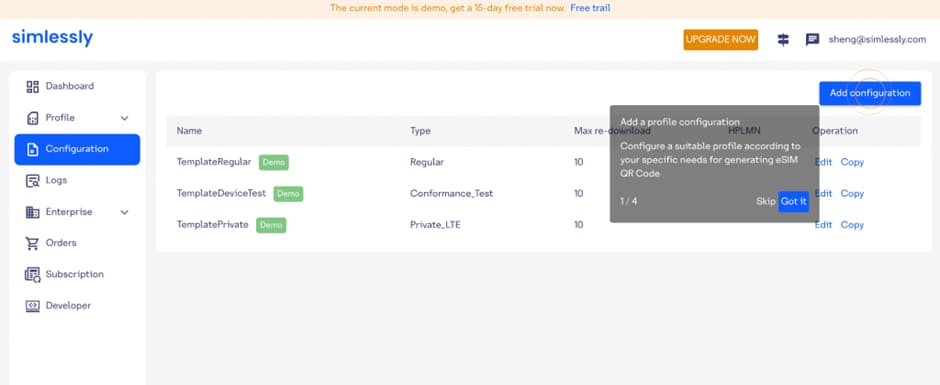 The current mode is demo, get a 15-day free trial now. Free trail
simlessly
UPGRADE NOW
sheng@simlessly.com
Dashboard
Profile
Configuration
Logs
Enterprise
Orders
Subscription
Developer
Add configuration
Name Type Max re-download HPLMN Operation
TemplateRegular Demo Regular 10 Edit Copy
TemplateDeviceTest Demo Conformance_Test 10 Edit Copy
TemplatePrivate Demo Private_LTE 10 Edit Copy
Add a profile configuration
Configure a suitable profile according to
your specific needs for generating eSIM
QR Code
1 / 4 Skip Got it